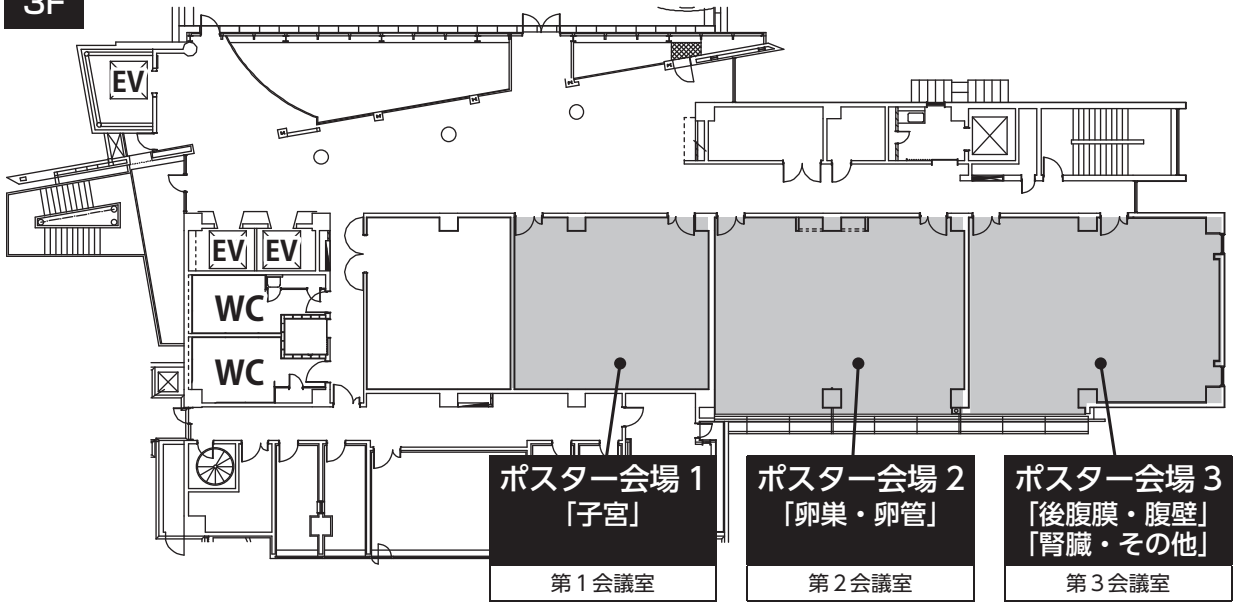 3F
EV
EV EV
WC
WC
ポスター会場 1
「子宮」
第1会議室
ポスター会場 2
「卵巣・卵管」
第2会議室
ポスター会場 3
「後腹膜・腹壁」
「腎臓・その他」
第3会議室